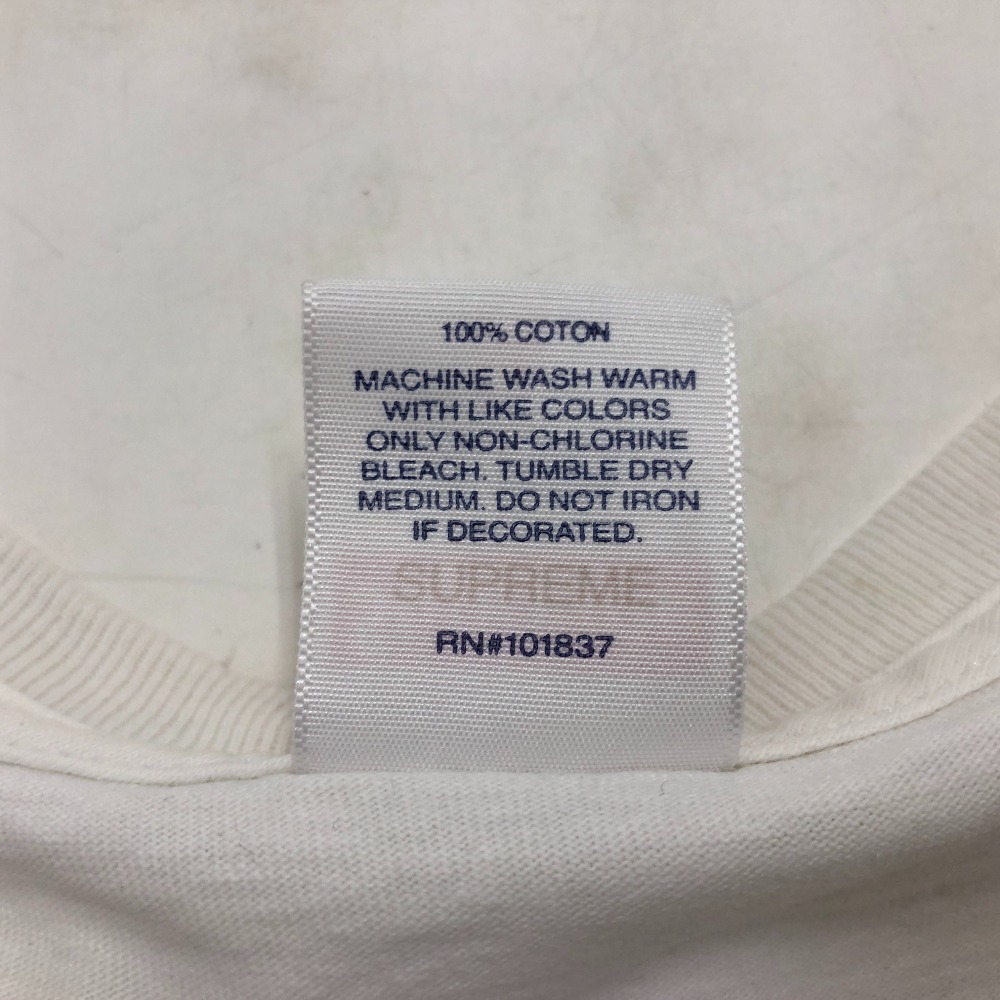 100% COTON
MACHINE WASH WARM
WITH LIKE COLORS
ONLY NON-CHLORINE
BLEACH. TUMBLE DRY
MEDIUM. DO NOT IRON
IF DECORATED.
SUPREME
RN#101837